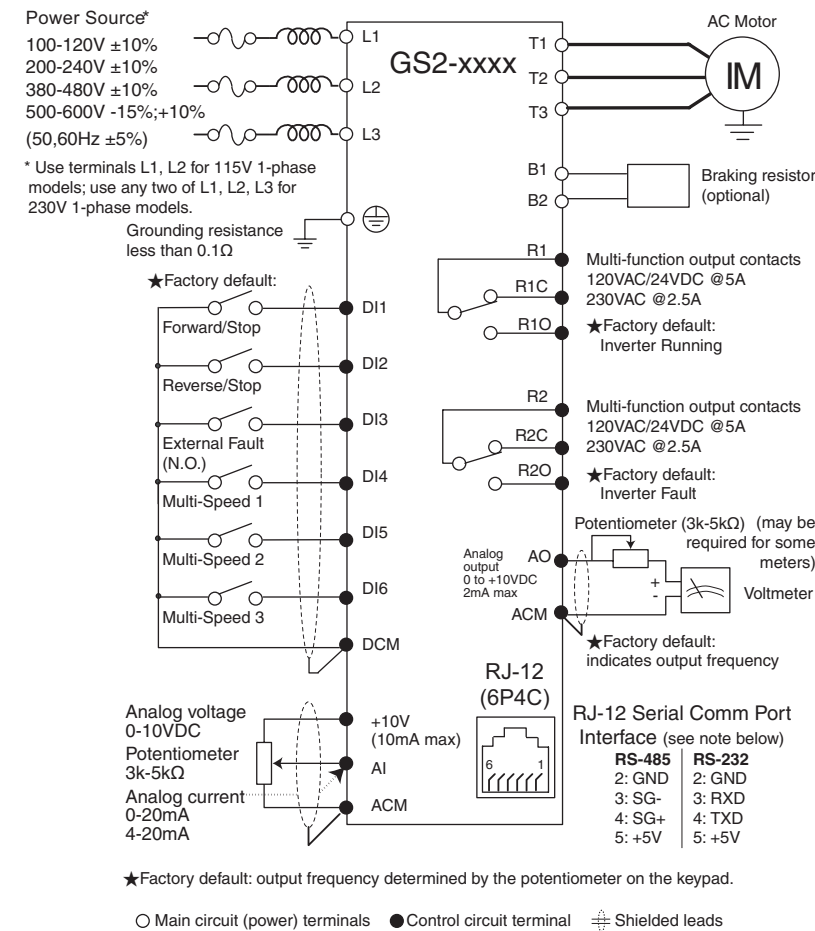 Power Source*
100-120V ±10%
200-240V ±10%
380-480V ±10%
500-600V -15%;+10%
(50,60Hz ±5%)
* Use terminals L1, L2 for 115V 1-phase
models; use any two of L1, L2, L3 for
230V 1-phase models.
L1
L2
L3
GS2-xxxx
T1
T2
T3
AC Motor
IM
B1
B2
Braking resistor
(optional)
Grounding resistance
less than 0.1Ω
★Factory default:
Forward/Stop
DI1
Reverse/Stop
DI2
External Fault
(N.O.)
DI3
Multi-Speed 1
DI4
Multi-Speed 2
DI5
Multi-Speed 3
DI6
DCM
R1
R1C
R1O
Multi-function output contacts
120VAC/24VDC @5A
230VAC @2.5A
★Factory default:
Inverter Running
R2
R2C
R2O
Multi-function output contacts
120VAC/24VDC @5A
230VAC @2.5A
★Factory default:
Inverter Fault
Potentiometer (3k-5kΩ) (may be
required for some
meters)
Analog
output
0 to +10VDC
2mA max
AO
ACM
+
-
Voltmeter
★Factory default:
indicates output frequency
Analog voltage
0-10VDC
Potentiometer
3k-5kΩ
Analog current
0-20mA
4-20mA
+10V
(10mA max)
AI
ACM
RJ-12
(6P4C)
6 1
RJ-12 Serial Comm Port
Interface (see note below)
RS-485 RS-232
2: GND 2: GND
3: SG- 3: RXD
4: SG+ 4: TXD
5: +5V 5: +5V
★Factory default: output frequency determined by the potentiometer on the keypad.
Main circuit (power) terminals Control circuit terminal Shielded leads